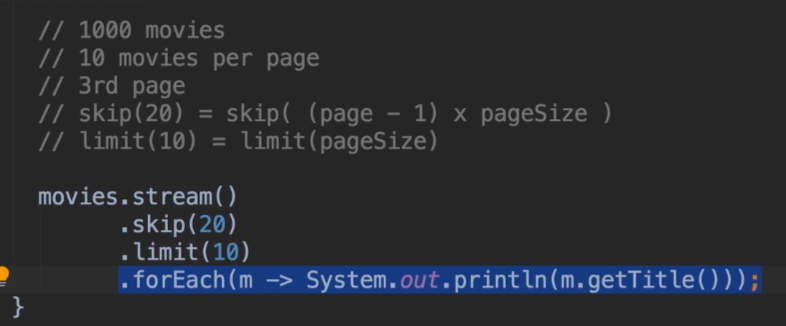 // 1000 movies
// 10 movies per page
// 3rd page
// skip(20) = skip( (page - 1) x pageSize )
// limit(10) = limit(pageSize)
movies.stream()
.skip(20)
.limit(10)
.forEach(m -> System.out.println(m.getTitle()));
}